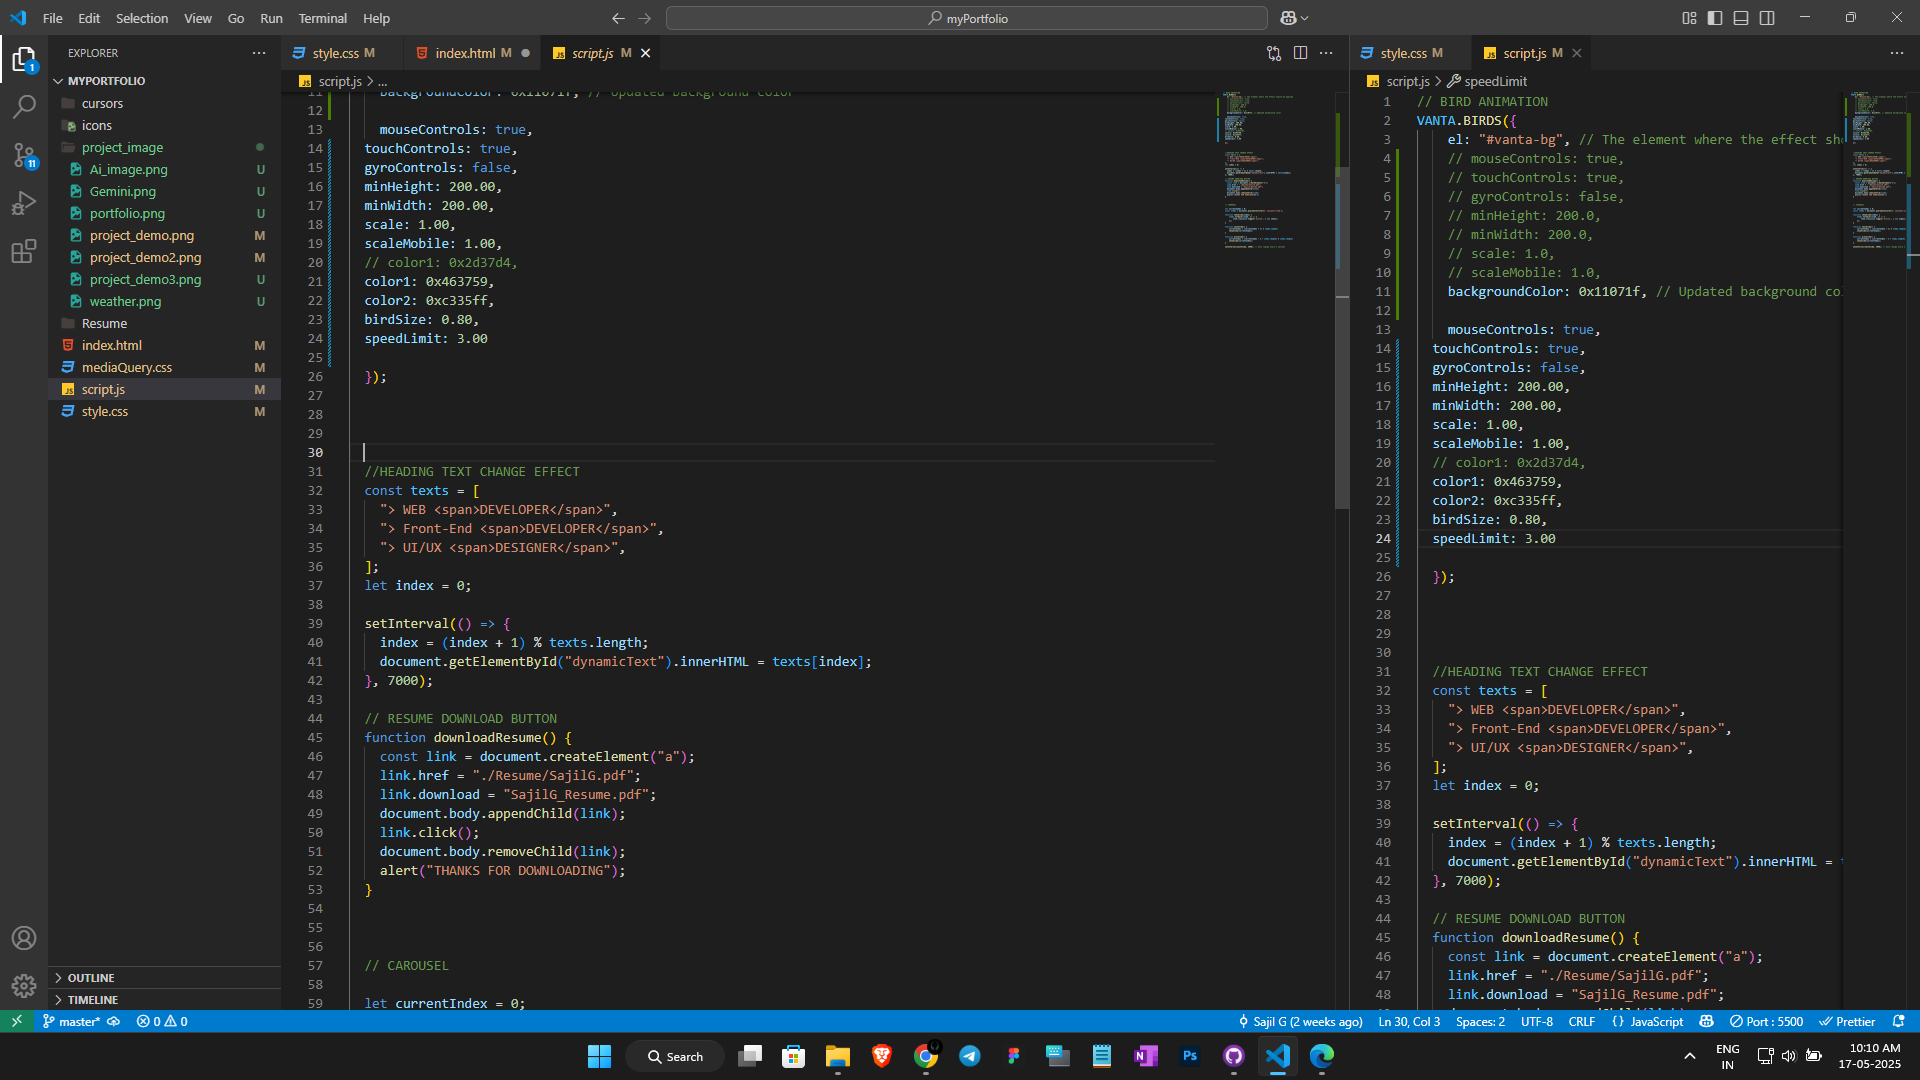 File Edit Selection View Go Run Terminal Help
myPortfolio
EXPLORER
MYPORTFOLIO
cursors
icons
project_image
Ai_image.png U
Gemini.png U
portfolio.png U
project_demo.png M
project_demo2.png M
project_demo3.png U
weather.png U
Resume
index.html M
mediaQuery.css M
script.js M
style.css M
OUTLINE
TIMELINE
1
11
style.css M
index.html M
script.js M
script.js > ...
11 backgroundColor: 0x11071f, // Updated background color
12
13 mouseControls: true,
14 touchControls: true,
15 gyroControls: false,
16 minHeight: 200.00,
17 minWidth: 200.00,
18 scale: 1.00,
19 scaleMobile: 1.00,
20 // color1: 0x2d37d4,
21 color1: 0x463759,
22 color2: 0xc335ff,
23 birdSize: 0.80,
24 speedLimit: 3.00
25
26 });
27
28
29
30
31 //HEADING TEXT CHANGE EFFECT
32 const texts = [
33 "> WEB <span>DEVELOPER</span>",
34 "> Front-End <span>DEVELOPER</span>",
35 "> UI/UX <span>DESIGNER</span>",
36 ];
37 let index = 0;
38
39 setInterval(() => {
40 index = (index + 1) % texts.length;
41 document.getElementById("dynamicText").innerHTML = texts[index];
42 }, 7000);
43
44 // RESUME DOWNLOAD BUTTON
45 function downloadResume() {
46 const link = document.createElement("a");
47 link.href = "./Resume/SajilG.pdf";
48 link.download = "SajilG_Resume.pdf";
49 document.body.appendChild(link);
50 link.click();
51 document.body.removeChild(link);
52 alert("THANKS FOR DOWNLOADING");
53 }
54
55
56
57 // CAROUSEL
58
59 let currentIndex = 0;
style.css M
script.js M
script.js > speedLimit
1 // BIRD ANIMATION
2 VANTA.BIRDS({
3 el: "#vanta-bg", // The element where the effect sh
4 // mouseControls: true,
5 // touchControls: true,
6 // gyroControls: false,
7 // minHeight: 200.0,
8 // minWidth: 200.0,
9 // scale: 1.0,
10 // scaleMobile: 1.0,
11 backgroundColor: 0x11071f, // Updated background co
12
13 mouseControls: true,
14 touchControls: true,
15 gyroControls: false,
16 minHeight: 200.00,
17 minWidth: 200.00,
18 scale: 1.00,
19 scaleMobile: 1.00,
20 // color1: 0x2d37d4,
21 color1: 0x463759,
22 color2: 0xc335ff,
23 birdSize: 0.80,
24 speedLimit: 3.00
25
26 });
27
28
29
30
31 //HEADING TEXT CHANGE EFFECT
32 const texts = [
33 "> WEB <span>DEVELOPER</span>",
34 "> Front-End <span>DEVELOPER</span>",
35 "> UI/UX <span>DESIGNER</span>",
36 ];
37 let index = 0;
38
39 setInterval(() => {
40 index = (index + 1) % texts.length;
41 document.getElementById("dynamicText").innerHTML =
42 }, 7000);
43
44 // RESUME DOWNLOAD BUTTON
45 function downloadResume() {
46 const link = document.createElement("a");
47 link.href = "./Resume/SajilG.pdf";
48 link.download = "SajilG_Resume.pdf";
master* 0 0 Sajil G (2 weeks ago) Ln 30, Col 3 Spaces: 2 UTF-8 CRLF {} JavaScript Port : 5500 Prettier
Search
ENG
IN
10:10 AM
17-05-2025